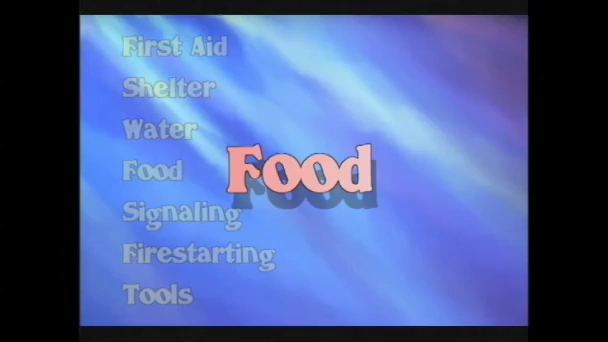 First Aid
Shelter
Water
Food
Food
Signaling
Firestarting
Tools